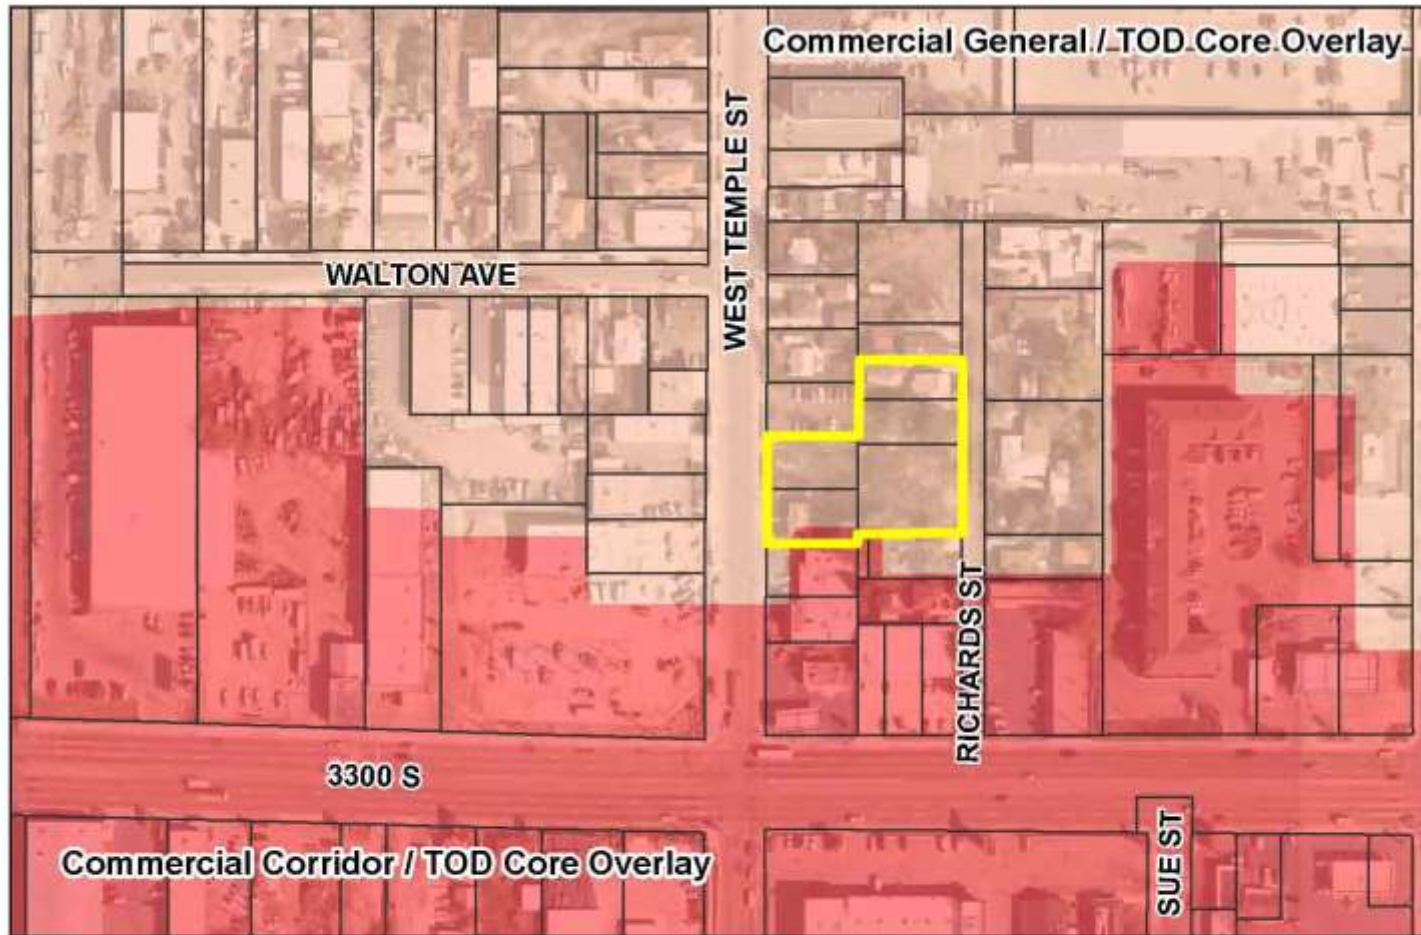 Commercial General / TOD Core Overlay
WEST TEMPLE ST
WALTON AVE
RICHARDS ST
3300 S
SUE ST
Commercial Corridor / TOD Core Overlay